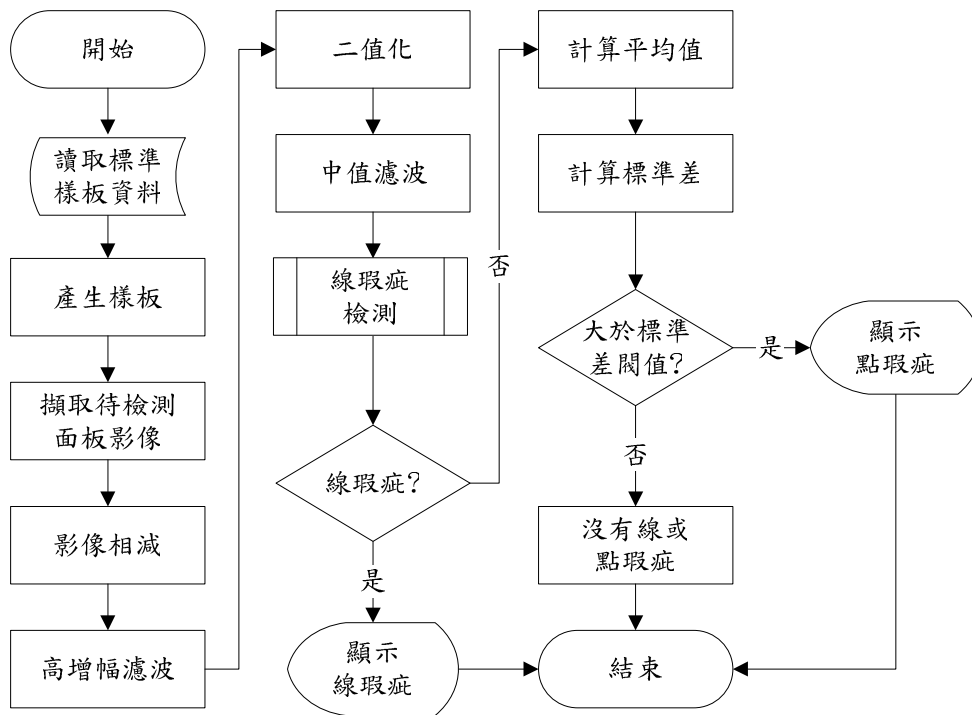 開始
讀取標準
樣板資料
產生樣板
擷取待檢測
面板影像
影像相減
高增幅濾波
二值化
中值濾波
線瑕疵
檢測
線瑕疵?
是
顯示
線瑕疵
否
計算平均值
計算標準差
大於標準
差閥值?
是
顯示
點瑕疵
否
沒有線或
點瑕疵
結束